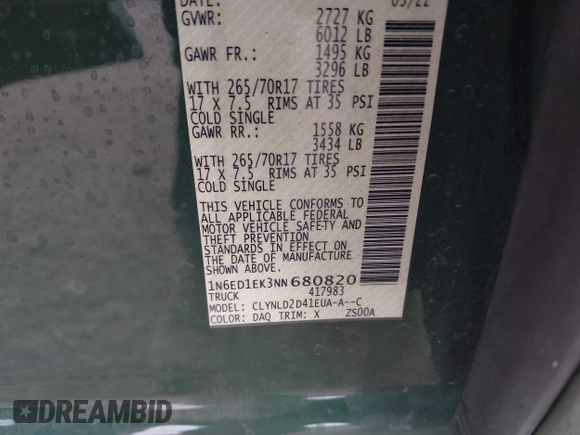 DATE: 05/22
GVWR: 2727 KG
6012 LB
GAWR FR.: 1495 KG
3296 LB
WITH 265/70R17 TIRES
17 X 7.5 RIMS AT 35 PSI
COLD SINGLE
GAWR RR.: 1558 KG
3434 LB
WITH 265/70R17 TIRES
17 X 7.5 RIMS AT 35 PSI
COLD SINGLE
THIS VEHICLE CONFORMS TO
ALL APPLICABLE FEDERAL
MOTOR VEHICLE SAFETY AND
THEFT PREVENTION
STANDARDS IN EFFECT ON
THE DATE OF MANUFACTURE
SHOWN ABOVE.
1N6ED1EK3NN680820
TRUCK 417983
MODEL: CLYNLD2D41EUA-A--C
COLOR: DAQ TRIM: X ZS00A
DREAMBID